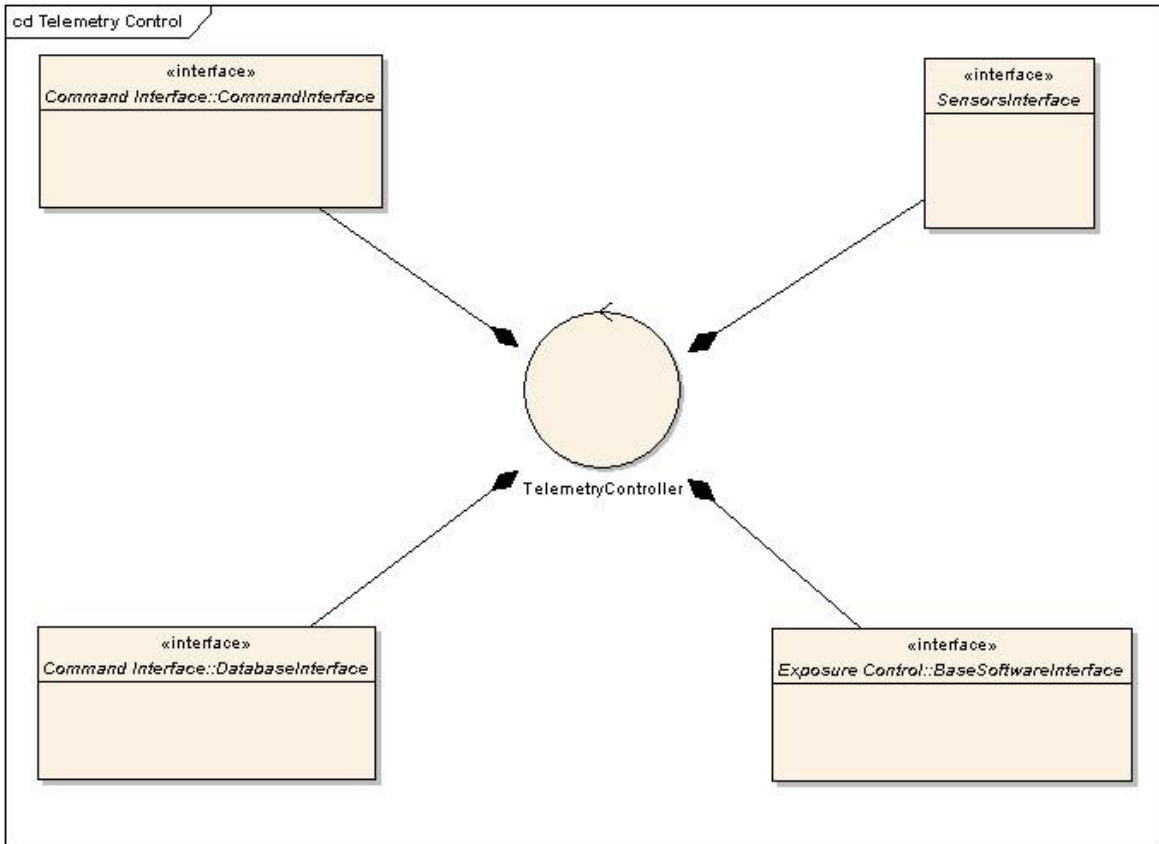 cd Telemetry Control
«interface»
Command Interface::CommandInterface
«interface»
SensorsInterface
TelemetryController
«interface»
Command Interface::DatabaseInterface
«interface»
Exposure Control::BaseSoftwareInterface